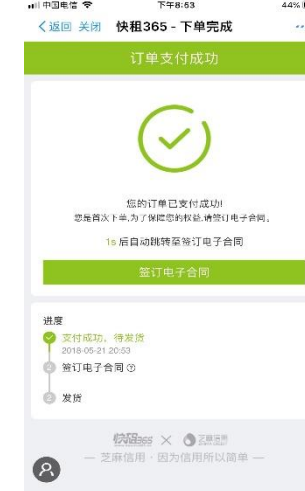 中国电信 下午8:53 44%
返回 关闭 快租365 - 下单完成
订单支付成功
您的订单已支付成功!
您是首次下单,为了保障您的权益,请签订电子合同。
1s 后自动跳转至签订电子合同
签订电子合同
进度
支付成功，待发货
2018-05-21 20:53
2 签订电子合同
3 发货
快租365 × 芝麻信用
— 芝麻信用 · 因为信用所以简单 —